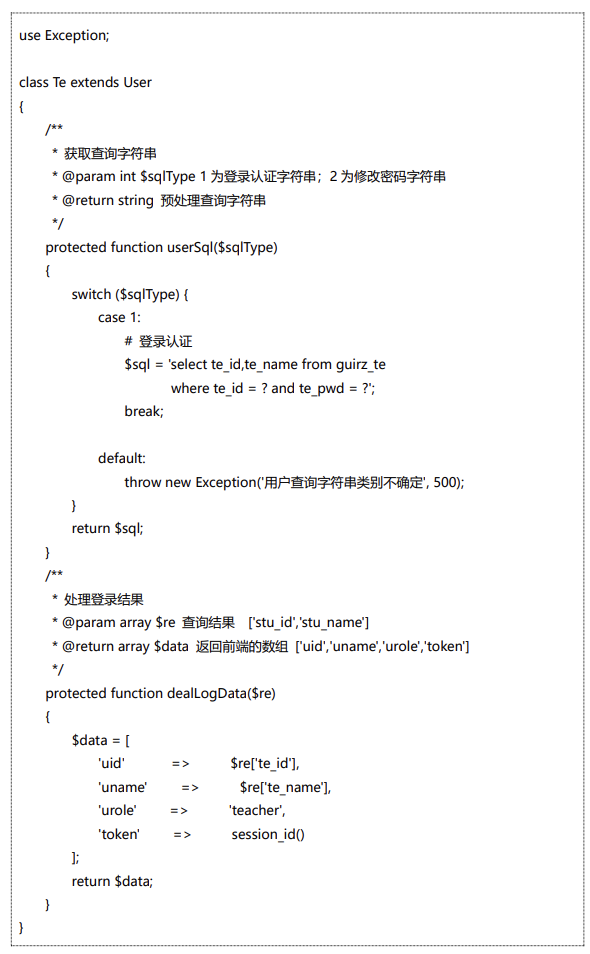 use Exception;
class Te extends User
{
/**
* 获取查询字符串
* @param int $sqlType 1 为登录认证字符串；2 为修改密码字符串
* @return string 预处理查询字符串
*/
protected function userSql($sqlType)
{
switch ($sqlType) {
case 1:
# 登录认证
$sql = 'select te_id,te_name from guirz_te
where te_id = ? and te_pwd = ?';
break;
default:
throw new Exception('用户查询字符串类别不确定', 500);
}
return $sql;
}
/**
* 处理登录结果
* @param array $re 查询结果 ['stu_id','stu_name']
* @return array $data 返回前端的数组 ['uid','uname','urole','token']
*/
protected function dealLogData($re)
{
$data = [
'uid' => $re['te_id'],
'uname' => $re['te_name'],
'urole' => 'teacher',
'token' => session_id()
];
return $data;
}
}